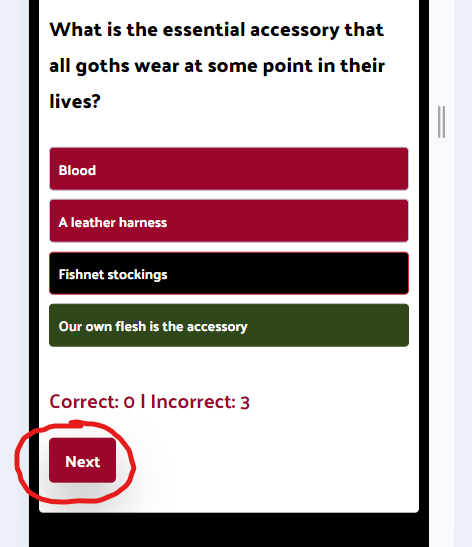 What is the essential accessory that
all goths wear at some point in their
lives?
Blood
A leather harness
Fishnet stockings
Our own flesh is the accessory
Correct: 0 | Incorrect: 3
Next